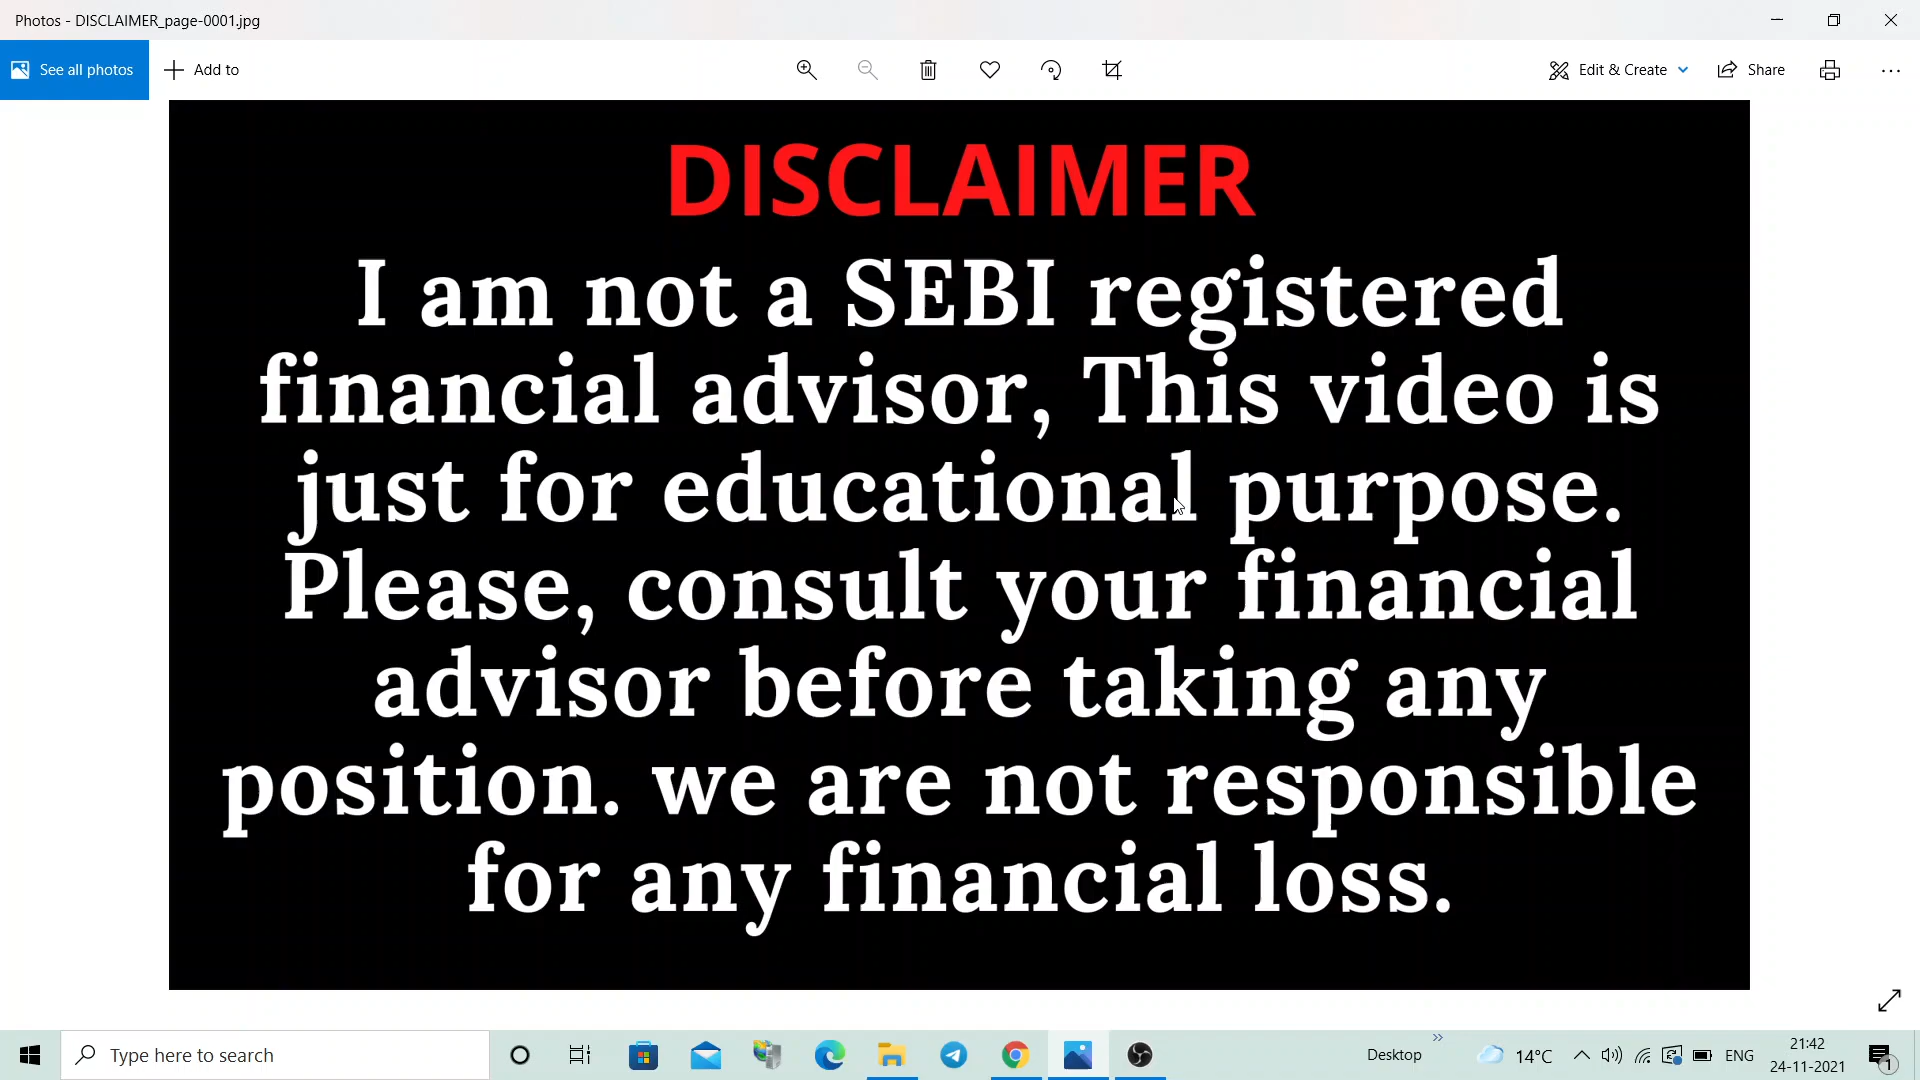 Photos - DISCLAIMER_page-0001.jpg
See all photos
Add to
Edit & Create
Share
DISCLAIMER
I am not a SEBI registered
financial advisor, This video is
just for educational purpose.
Please, consult your financial
advisor before taking any
position. we are not responsible
for any financial loss.
Type here to search
Desktop
14°C
ENG
21:42
24-11-2021
1